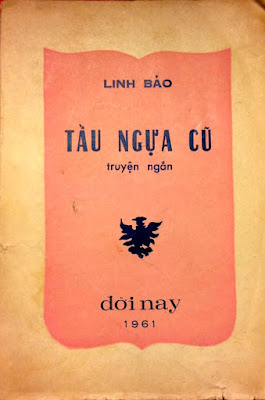 LINH BẢO
TÀU NGỰA CŨ
truyện ngắn
đời nay
1961